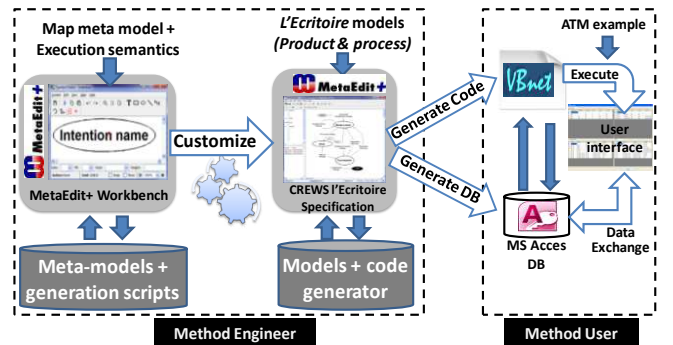 Map meta model +
Execution semantics
L'Ecritoire models
(Product & process)
ATM example
MetaEdit+
Intention name
MetaEdit+ Workbench
Customize
MetaEdit+
CREWS l'Ecritoire
Specification
Generate Code
Generate DB
VBnet
Execute
User
interface
A
MS Acces
DB
Data
Exchange
Meta-models +
generation scripts
Models + code
generator
Method Engineer
Method User